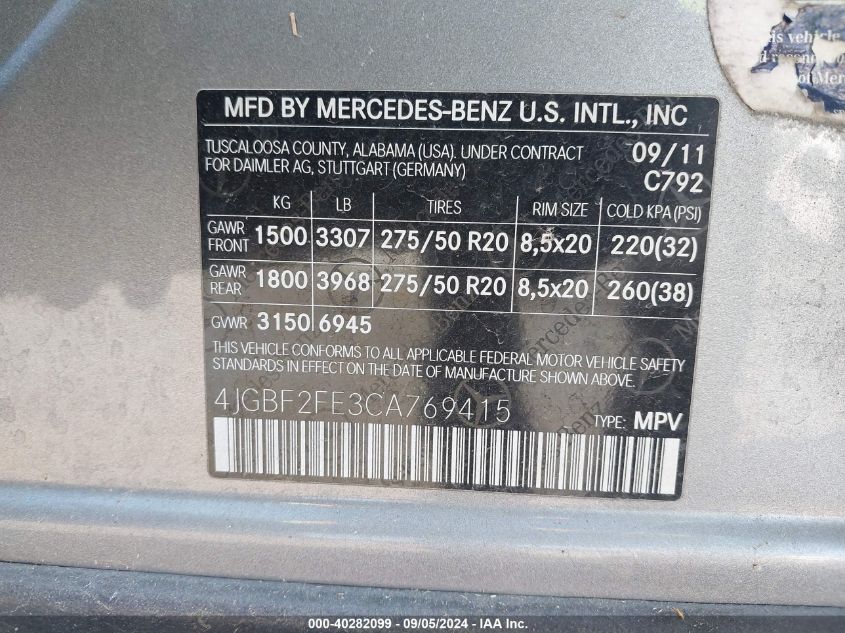 is vehicle
of Mer
MFD BY MERCEDES-BENZ U.S. INTL., INC
TUSCALOOSA COUNTY, ALABAMA (USA). UNDER CONTRACT 09/11
FOR DAIMLER AG, STUTTGART (GERMANY) C792
KG LB TIRES RIM SIZE COLD KPA (PSI)
GAWR FRONT 1500 3307 275/50 R20 8,5x20 220(32)
GAWR REAR 1800 3968 275/50 R20 8,5x20 260(38)
GVWR 3150 6945
THIS VEHICLE CONFORMS TO ALL APPLICABLE FEDERAL MOTOR VEHICLE SAFETY
STANDARDS IN EFFECT ON THE DATE OF MANUFACTURE SHOWN ABOVE.
4JGBF2FE3CA769415 TYPE: MPV
000-40282099 - 09/05/2024 - IAA Inc.